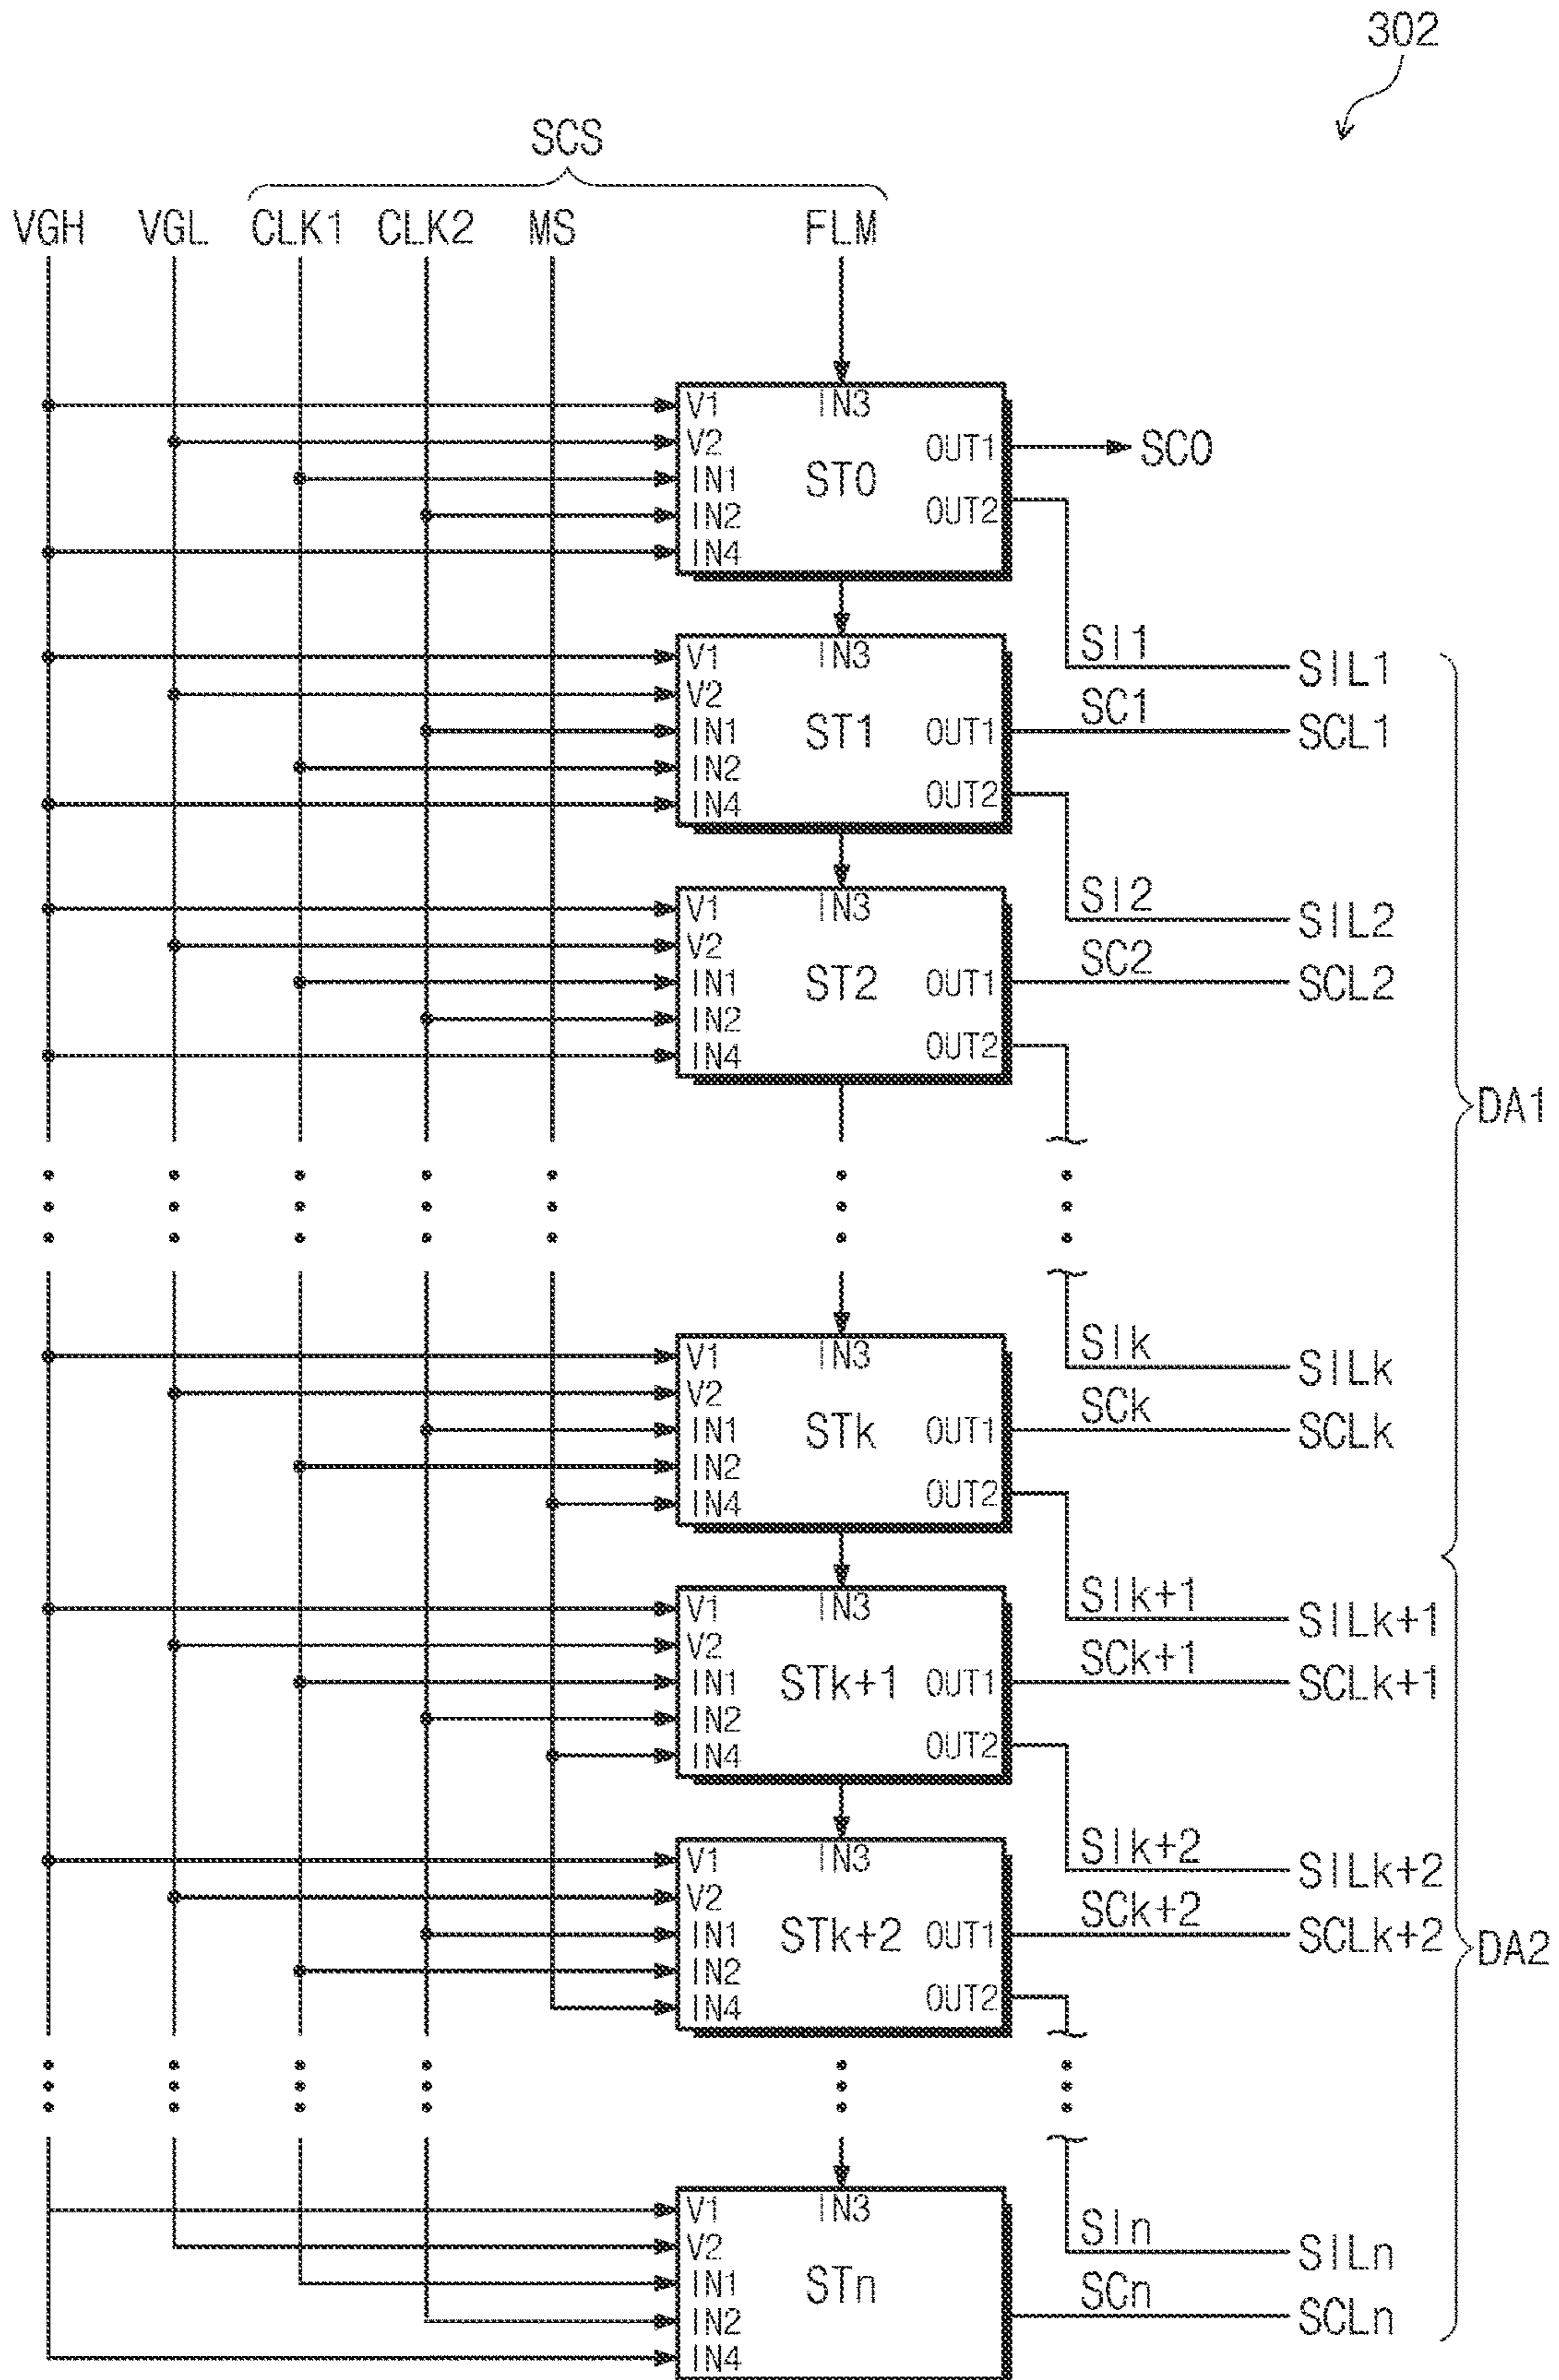 302
SCS
VGH VGL CLK1 CLK2 MS FLM
V1 IN3
V2 OUT1 SC0
IN1 ST0
IN2 OUT2
IN4
SI1 SIL1
V1 IN3
V2 SC1
IN1 ST1 OUT1 SCL1
IN2
IN4 OUT2
SI2 SIL2
V1 IN3
V2 SC2
IN1 ST2 OUT1 SCL2
IN2
IN4 OUT2
DA1
SIk SILk
V1 IN3
V2 SCk
IN1 STk OUT1 SCLk
IN2
IN4 OUT2
SIk+1 SILk+1
V1 IN3
V2 SCk+1
IN1 STk+1 OUT1 SCLk+1
IN2
IN4 OUT2
SIk+2 SILk+2
V1 IN3
V2 SCk+2
IN1 STk+2 OUT1 SCLk+2 DA2
IN2
IN4 OUT2
V1 IN3
V2 SIn SILn
IN1 STn
IN2 SCn SCLn
IN4